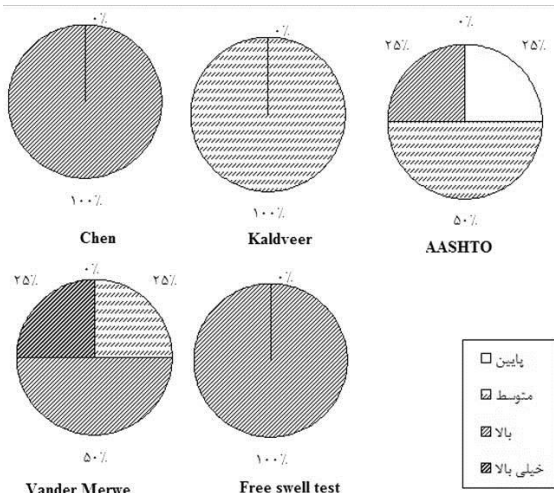 ۰٪
۱۰۰٪
Chen
۰٪
۱۰۰٪
Kaldveer
۰٪
۲۵٪
۲۵٪
۵۰٪
AASHTO
۰٪
۲۵٪
۲۵٪
۵۰٪
Vander Merwe
۰٪
۱۰۰٪
Free swell test
پایین
متوسط
بالا
خیلی بالا